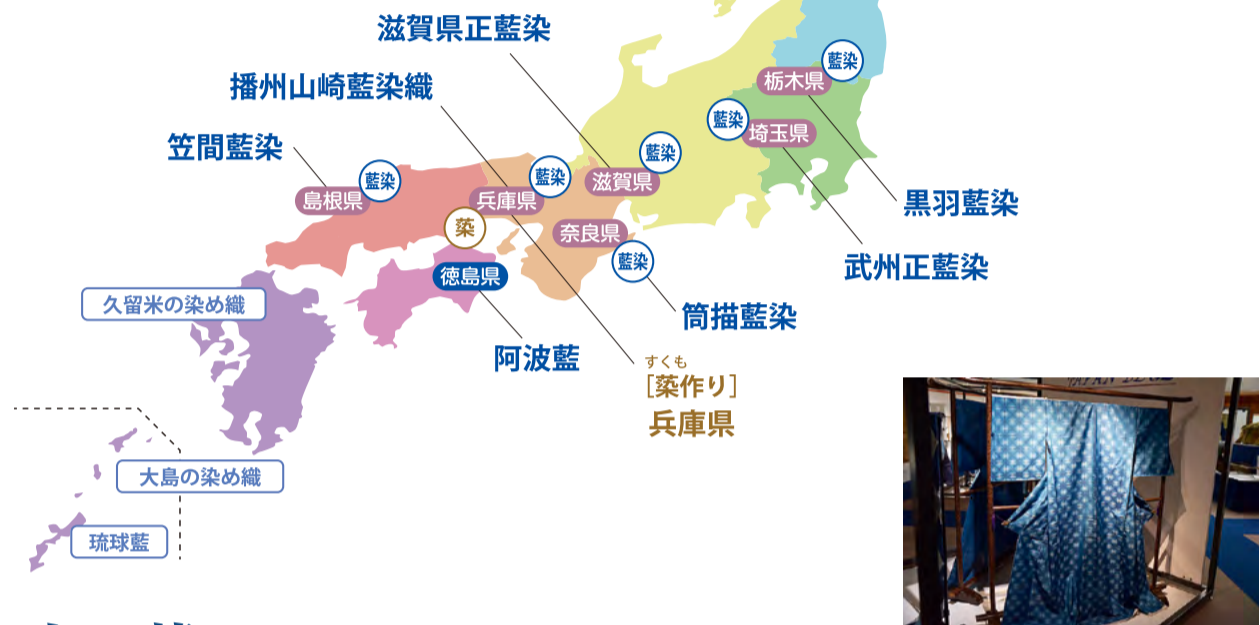 滋賀県正藍染
播州山崎藍染織
笠間藍染
藍染
栃木県
藍染
埼玉県
藍染
滋賀県
藍染
兵庫県
藍染
島根県
蒅
奈良県
藍染
徳島県
黒羽藍染
武州正藍染
筒描藍染
阿波藍
久留米の染め織
すくも
［蒅作り］
兵庫県
大島の染め織
琉球藍